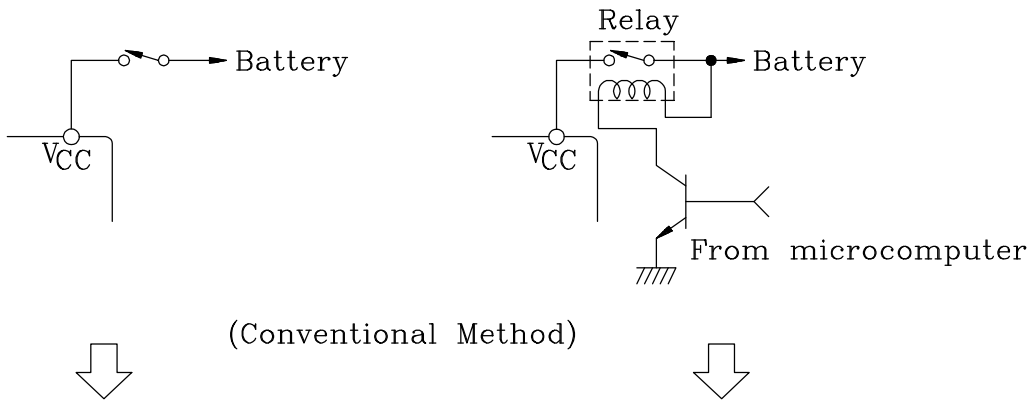 Relay
Battery
Battery
VCC
VCC
From microcomputer
(Conventional Method)